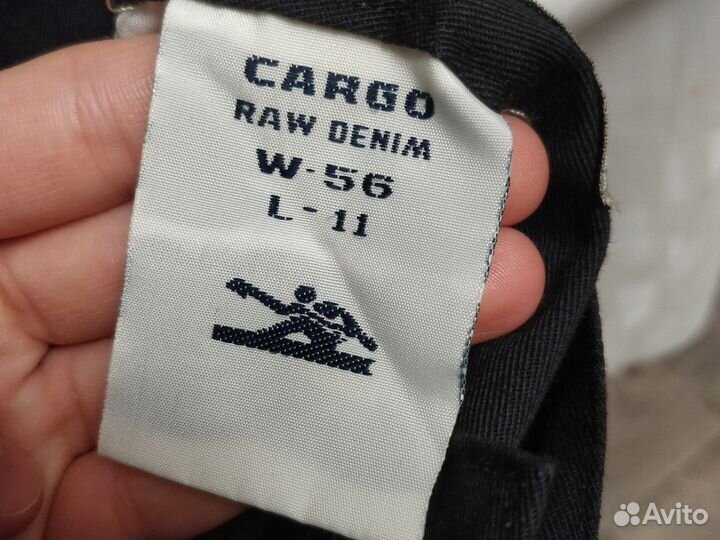 CARGO
RAW DENIM
W-56
L-11
Avito